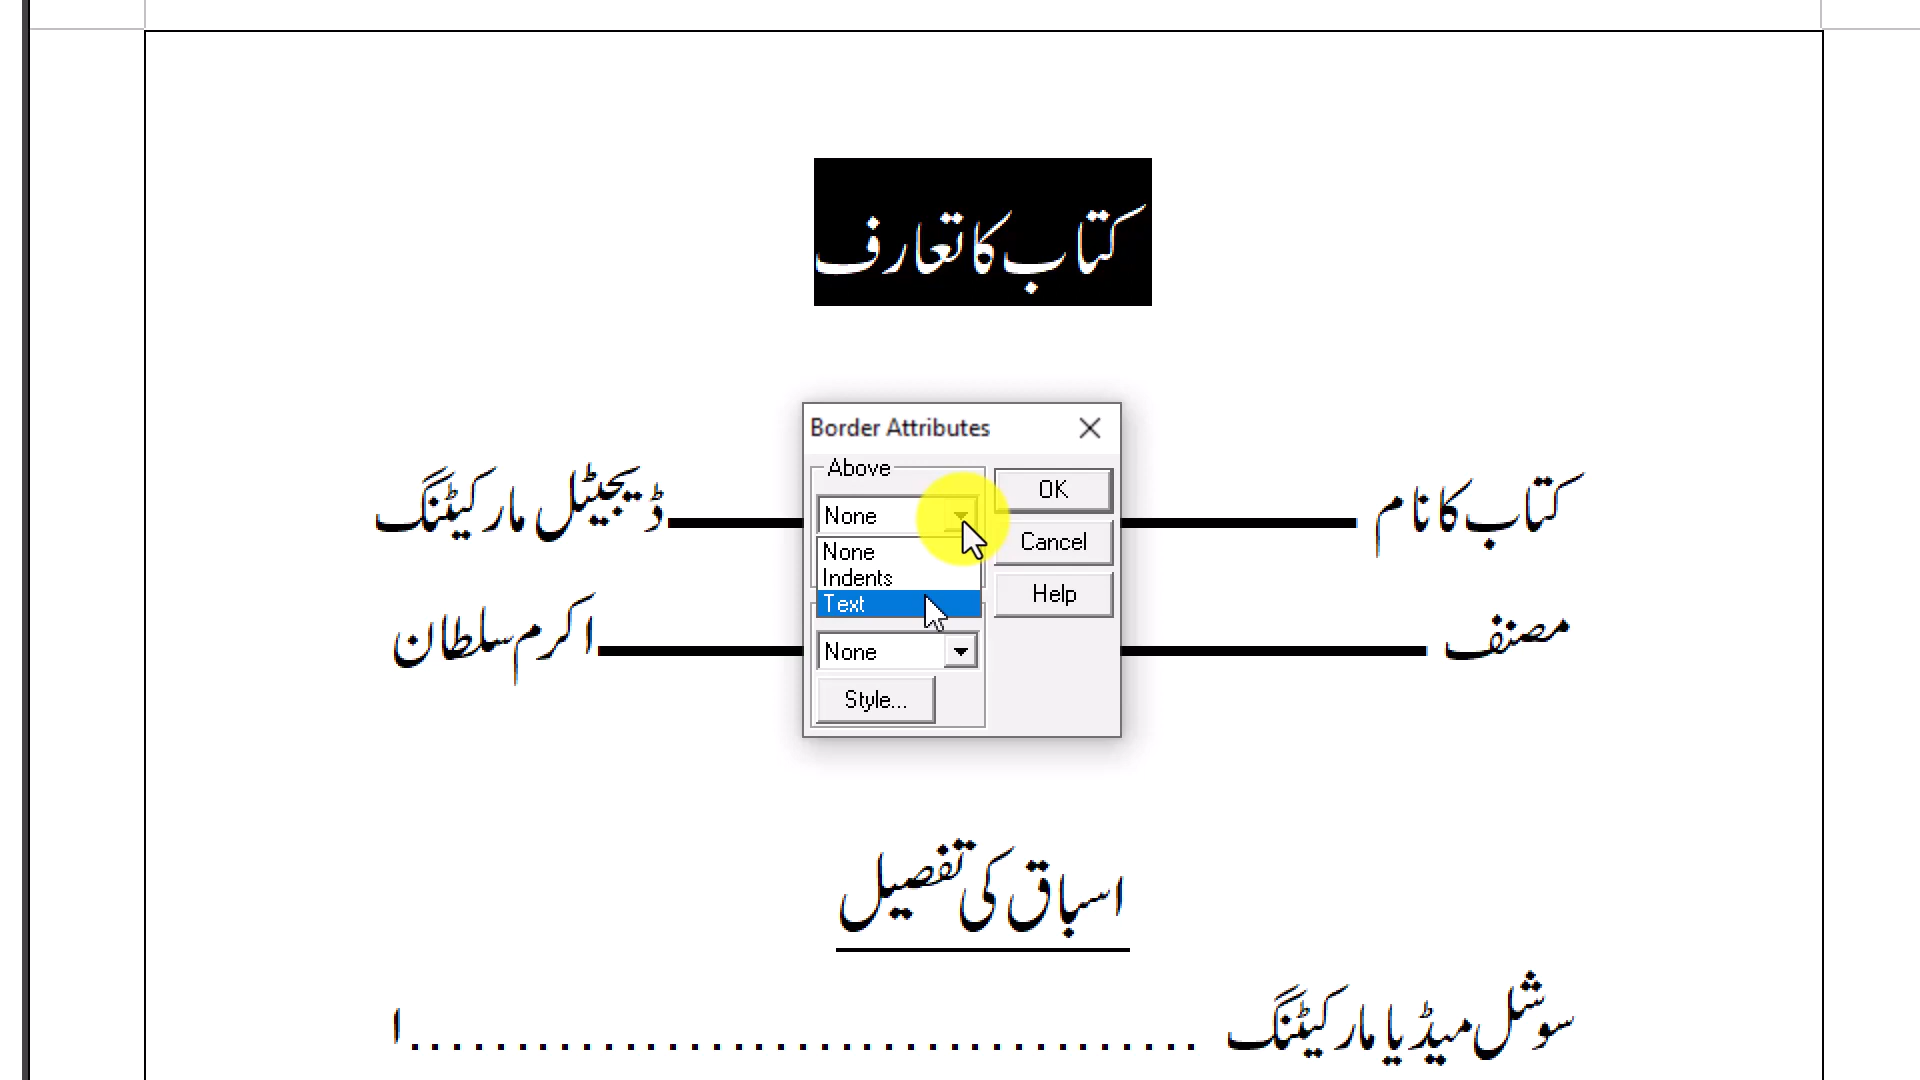 کتاب کا تعارف
Border Attributes
Above
None
OK
None
Indents
Text
Cancel
Help
None
Style...
کتاب کا نام ڈیجیٹل مارکیٹنگ
مصنف اکرم سلطان
اسباق کی تفصیل
سوشل میڈیا مارکیٹنگ ........................................ ا